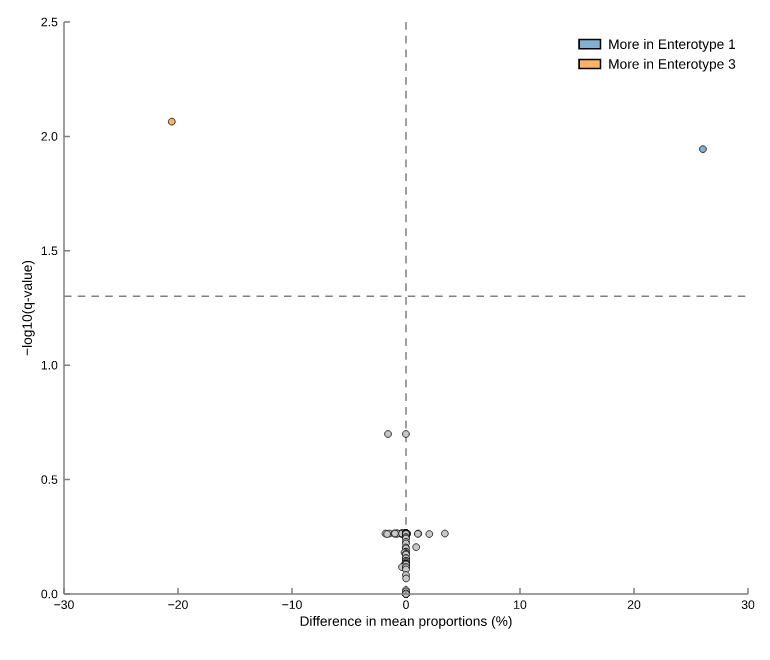 2.5
More in Enterotype 1
More in Enterotype 3
2.0
1.5
−log10(q-value)
1.0
0.5
0.0
−30 −20 −10 0 10 20 30
Difference in mean proportions (%)